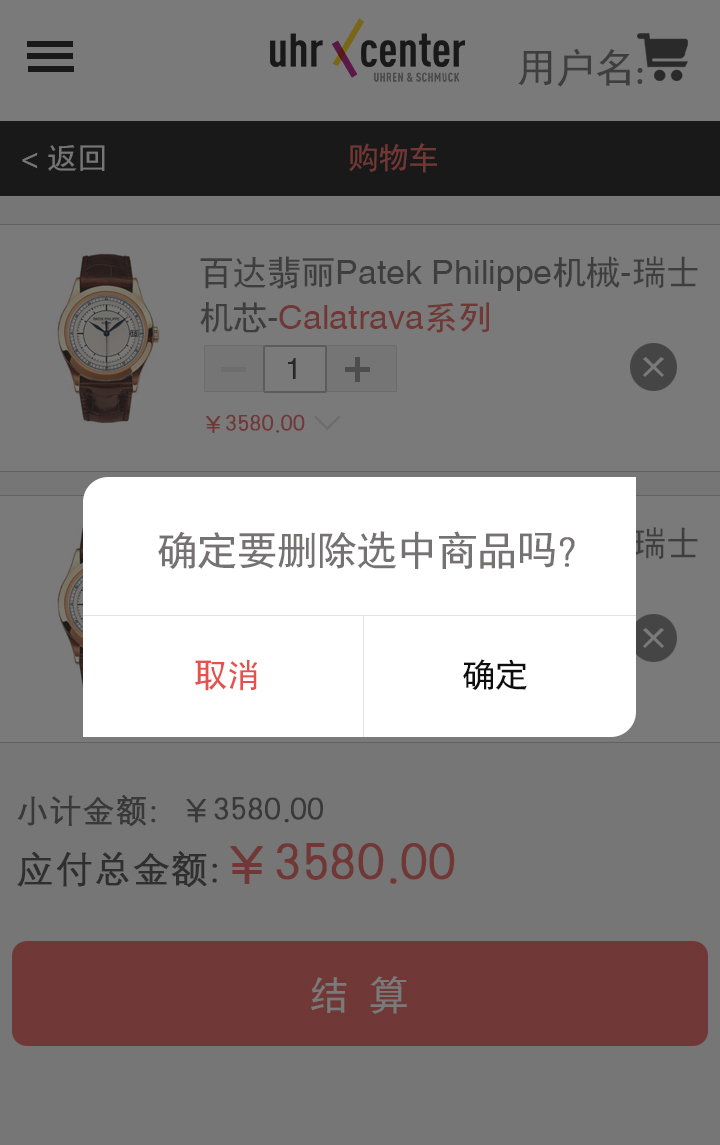 uhr center
UHREN & SCHMUCK
用户名:
< 返回
购物车
百达翡丽Patek Philippe机械-瑞士
机芯-Calatrava系列
1
￥3580.00
瑞士
确定要删除选中商品吗?
取消
确定
小计金额: ￥3580.00
应付总金额:￥3580.00
结 算